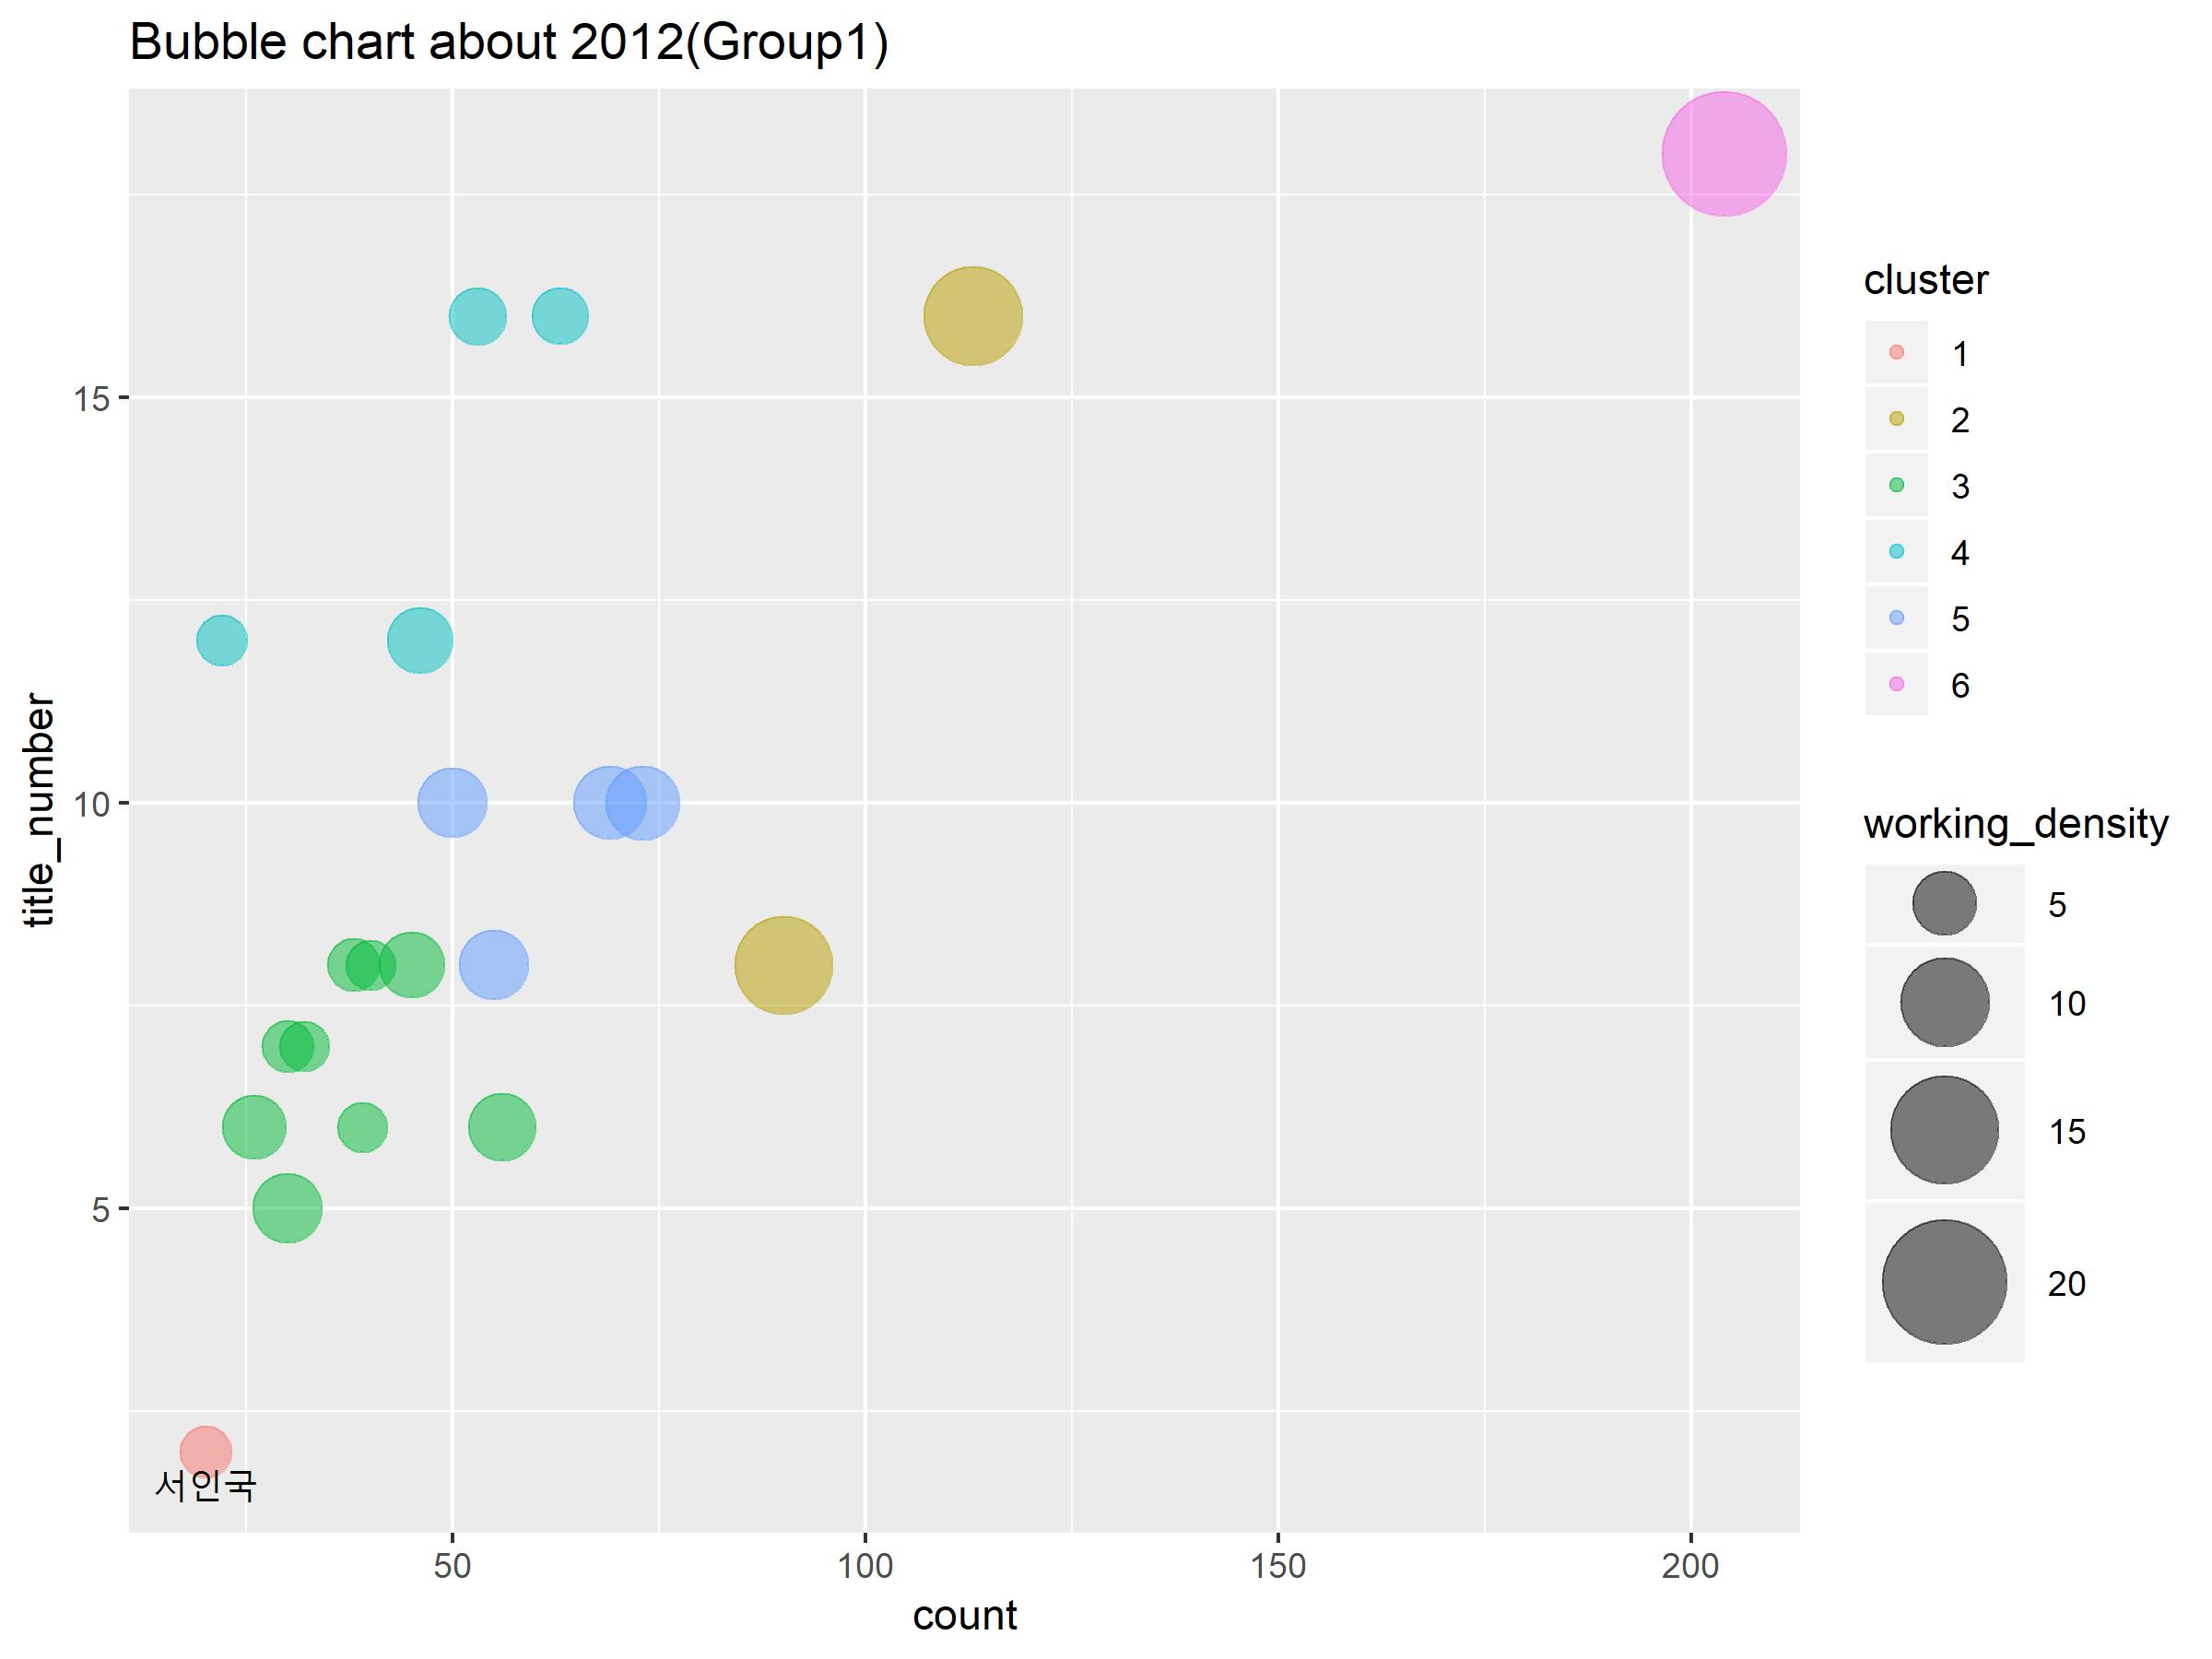 Bubble chart about 2012(Group1)
title_number
15
10
5
서인국
50 100 150 200
count
cluster
1
2
3
4
5
6
working_density
5
10
15
20